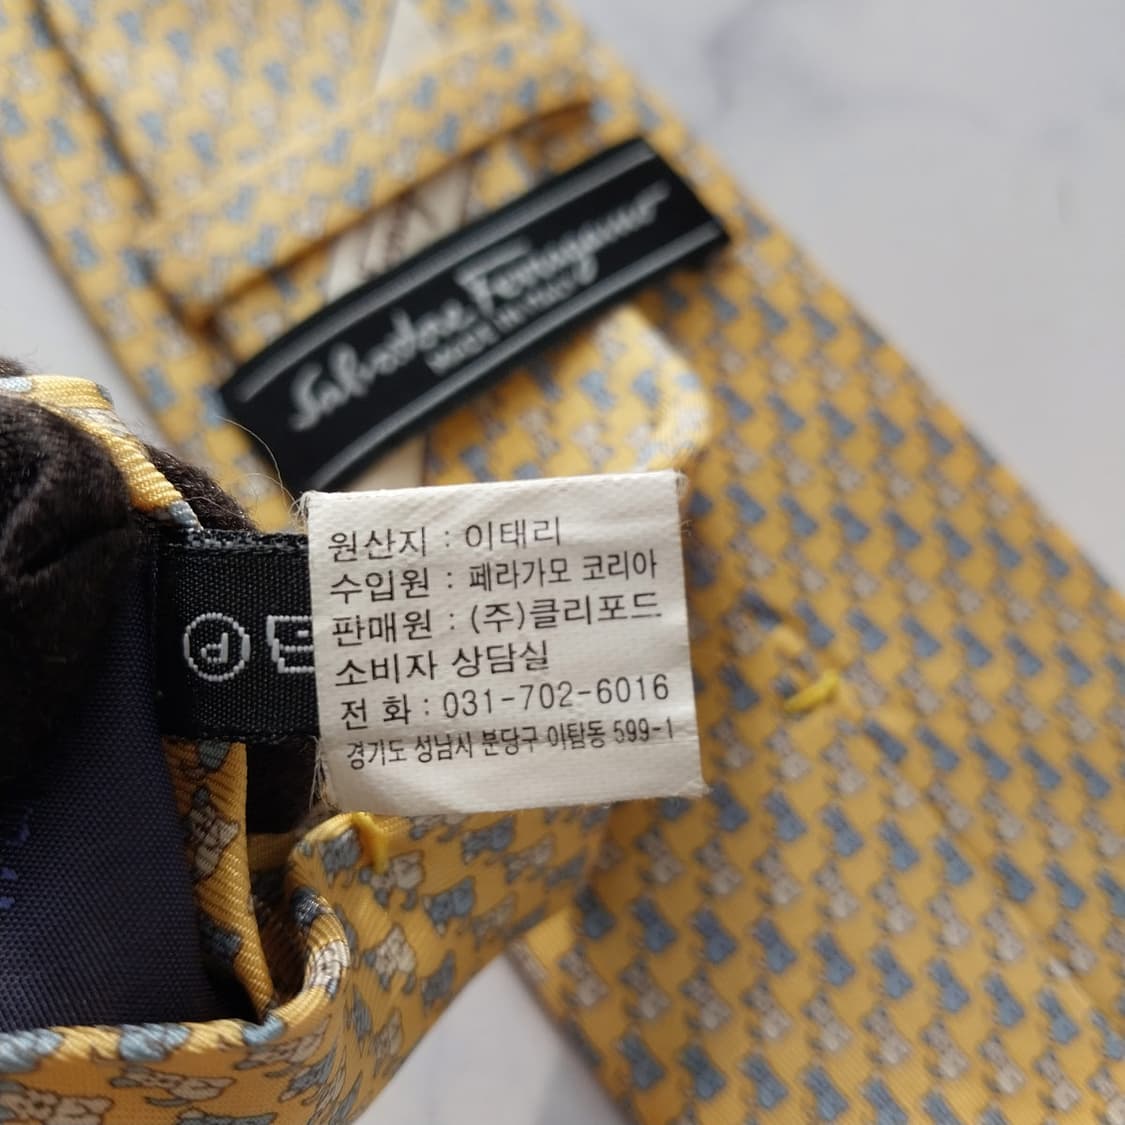 Salvatore Ferragamo
MADE IN ITALY
원산지 : 이태리
수입원 : 페라가모 코리아
판매원 : (주)클리포드
소비자 상담실
전 화 : 031-702-6016
경기도 성남시 분당구 야탑동 599-1
P